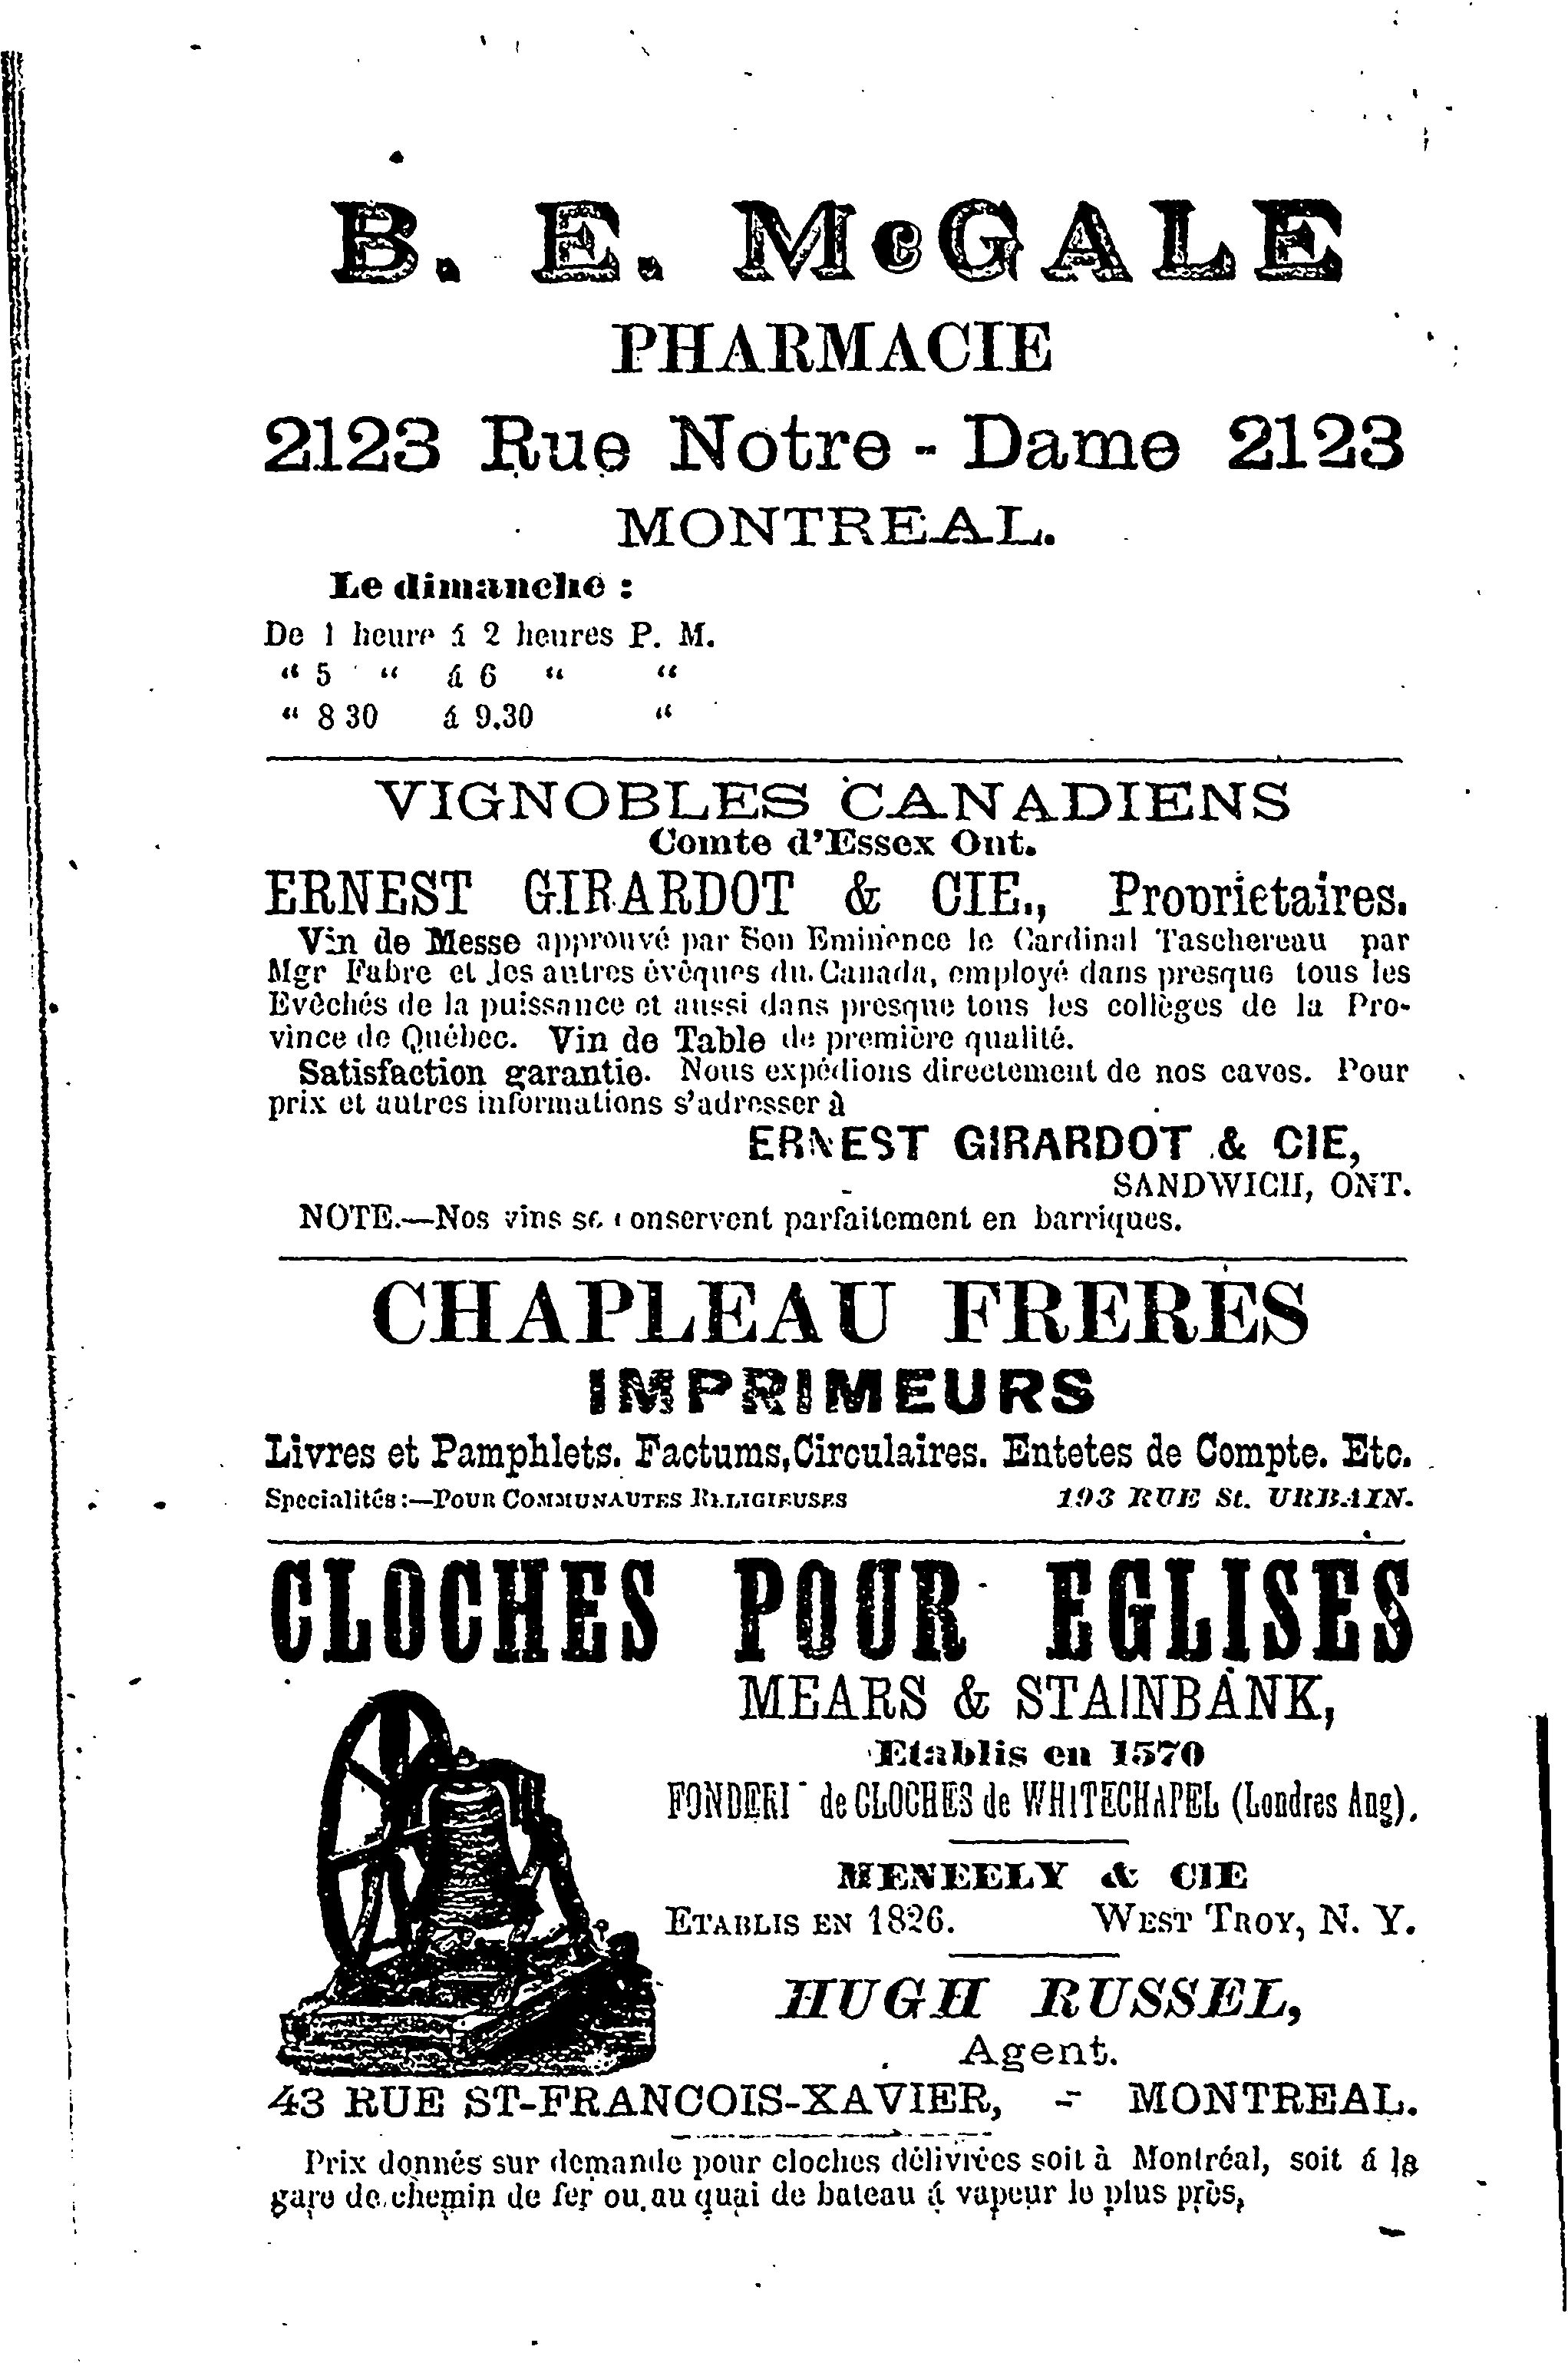 B. E. McGALE
PHARMACIE
2123 Rue Notre - Dame 2123
MONTREAL.
Le dimanche :
De 1 heure á 2 heures P. M.
“ 5 “ á 6 “ “
“ 8 30 á 9.30 “
VIGNOBLES CANADIENS
Comte d'Essex Ont.
ERNEST GIRARDOT & CIE., Proprietaires.
Vin de Messe approuvé par Son Eminence le Cardinal Taschereau par
Mgr Fabre et les autres évêques du Canada, employé dans presque tous les
Evêchés de la puissance et aussi dans presque tous les collèges de la Pro-
vince de Québec. Vin de Table de première qualité.
Satisfaction garantie. Nous expédions directement de nos caves. Pour
prix et autres informations s'adresser à
ERNEST GIRARDOT & CIE,
SANDWICH, ONT.
NOTE.—Nos vins se conservent parfaitement en barriques.
CHAPLEAU FRERES
IMPRIMEURS
Livres et Pamphlets. Factums, Circulaires. Entetes de Compte. Etc.
Specialités :—POUR COMMUNAUTES RELIGIEUSES 193 RUE St. URBAIN.
CLOCHES POUR EGLISES
MEARS & STAINBANK,
Etablis en 1570
FONDERI de CLOCHES de WHITECHAPEL (Londres Ang).
MENEELY & CIE
ETABLIS EN 1826. WEST TROY, N. Y.
HUGH RUSSEL,
Agent.
43 RUE ST-FRANCOIS-XAVIER, - MONTREAL.
Prix donnés sur demande pour cloches délivrées soit à Montréal, soit á la
gare de chemin de fer ou au quai de bateau á vapeur le plus près,